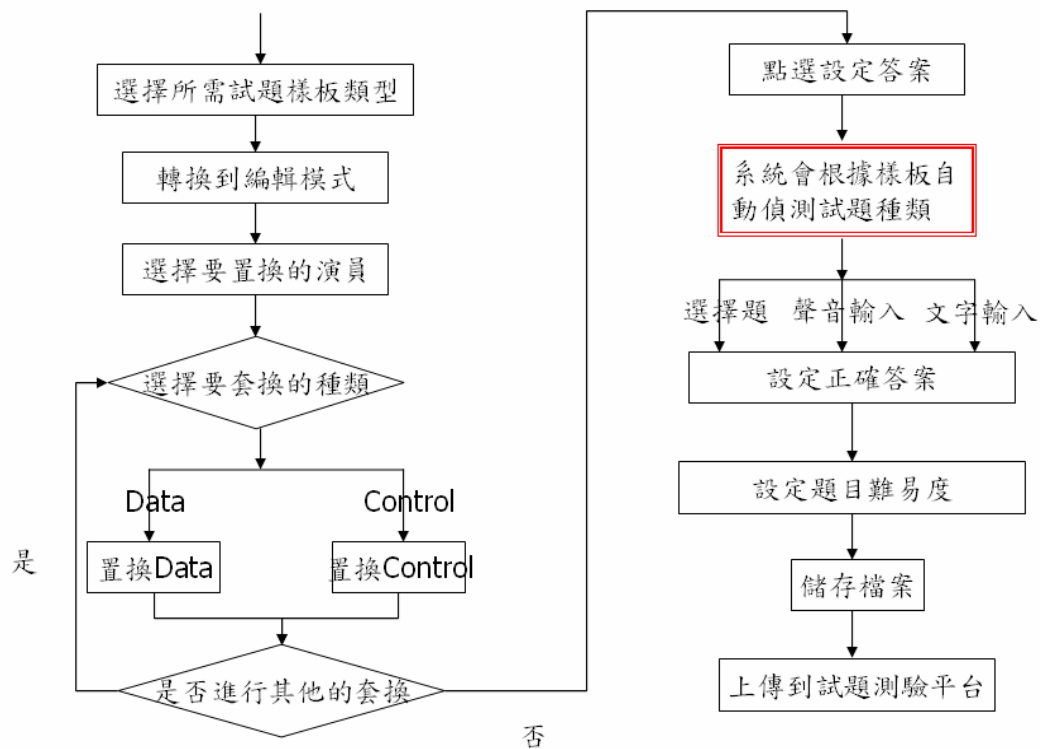 選擇所需試題樣板類型
轉換到編輯模式
選擇要置換的演員
選擇要套換的種類
Data
Control
置換Data
置換Control
是
是否進行其他的套換
否
點選設定答案
系統會根據樣板自
動偵測試題種類
選擇題
聲音輸入
文字輸入
設定正確答案
設定題目難易度
儲存檔案
上傳到試題測驗平台